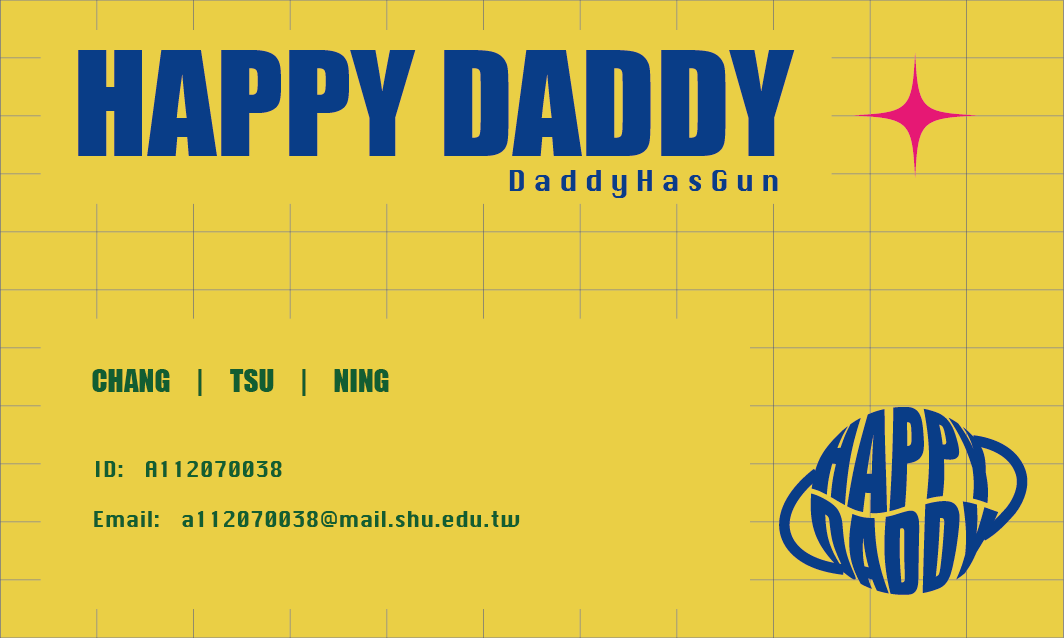 HAPPY DADDY
DaddyHasGun
CHANG | TSU | NING
ID: A112070038
Email: a112070038@mail.shu.edu.tw
HAPPY
DADDY